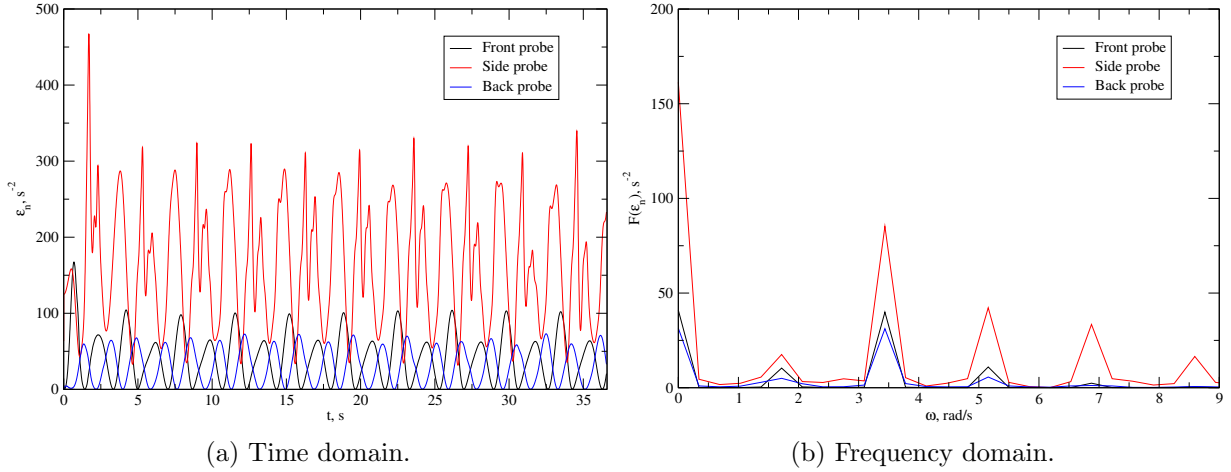 500
400
300
200
100
0
εₙ, s⁻²
0 5 10 15 20 25 30 35
t, s
Front probe
Side probe
Back probe
(a) Time domain.
200
150
100
50
0
F(εₙ), s⁻²
0 1 2 3 4 5 6 7 8 9
ω, rad/s
Front probe
Side probe
Back probe
(b) Frequency domain.